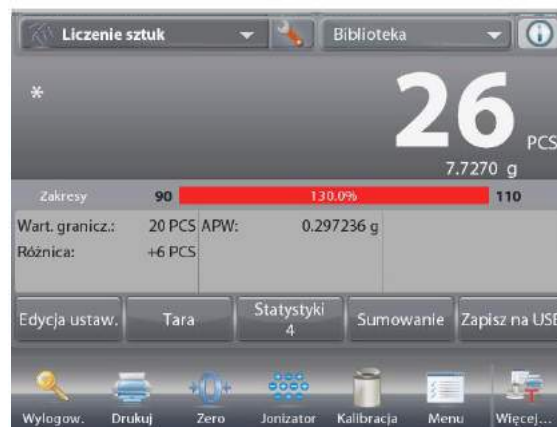 Liczenie sztuk Biblioteka
*
26 PCS
7.7270 g
Zakresy 90 130.0% 110
Wart. granicz.: 20 PCS APW: 0.297236 g
Różnica: +6 PCS
Edycja ustaw. Tara Statystyki 4 Sumowanie Zapisz na USB
Wylogow. Drukuj Zero Jonizator Kalibracja Menu Więcej...